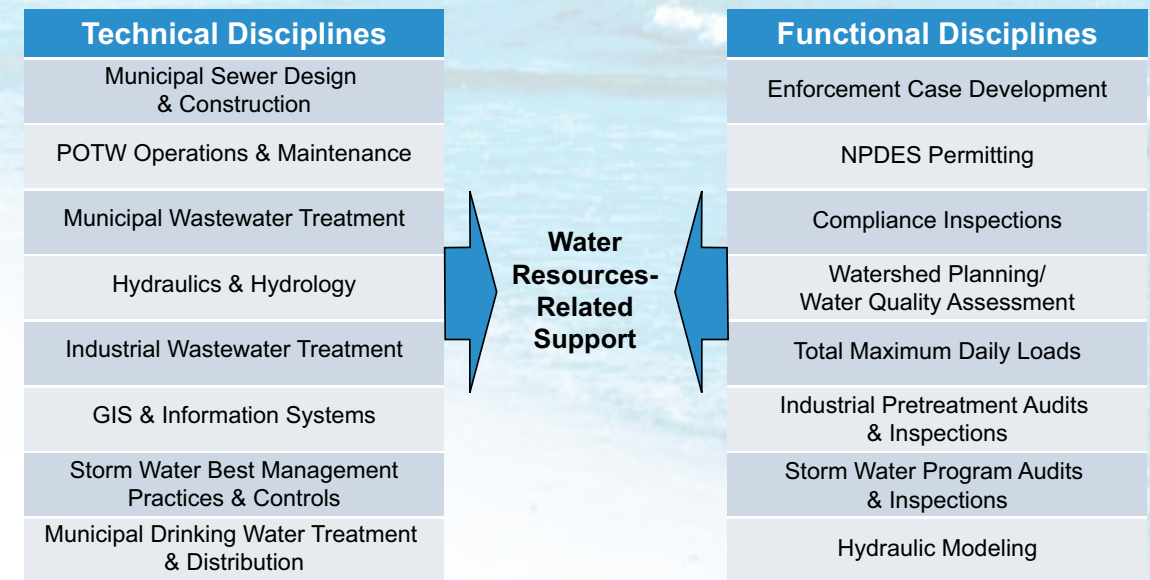 Technical Disciplines
Municipal Sewer Design
& Construction
POTW Operations & Maintenance
Municipal Wastewater Treatment
Hydraulics & Hydrology
Industrial Wastewater Treatment
GIS & Information Systems
Storm Water Best Management
Practices & Controls
Municipal Drinking Water Treatment
& Distribution
Water
Resources-
Related
Support
Functional Disciplines
Enforcement Case Development
NPDES Permitting
Compliance Inspections
Watershed Planning/
Water Quality Assessment
Total Maximum Daily Loads
Industrial Pretreatment Audits
& Inspections
Storm Water Program Audits
& Inspections
Hydraulic Modeling